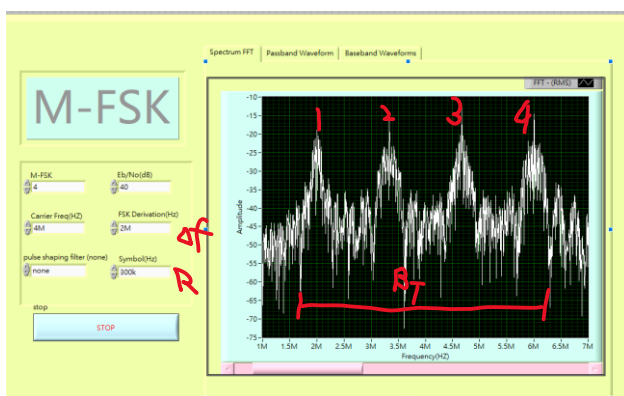 Spectrum FFT Passband Waveform Baseband Waveforms
M-FSK
FFT - (RMS)
1 2 3 4
M-FSK Eb/No(dB)
4 40
Carrier Freq(HZ) FSK Derivation(Hz)
4M 2M
Δf
pulse shaping filter (none) Symbol(Hz)
none 300k
R
stop
STOP
Amplitude
-10
-15
-20
-25
-30
-35
-40
-45
-50
-55
-60
-65
-70
-75
B_T
1M 1.5M 2M 2.5M 3M 3.5M 4M 4.5M 5M 5.5M 6M 6.5M 7M
Frequency(HZ)